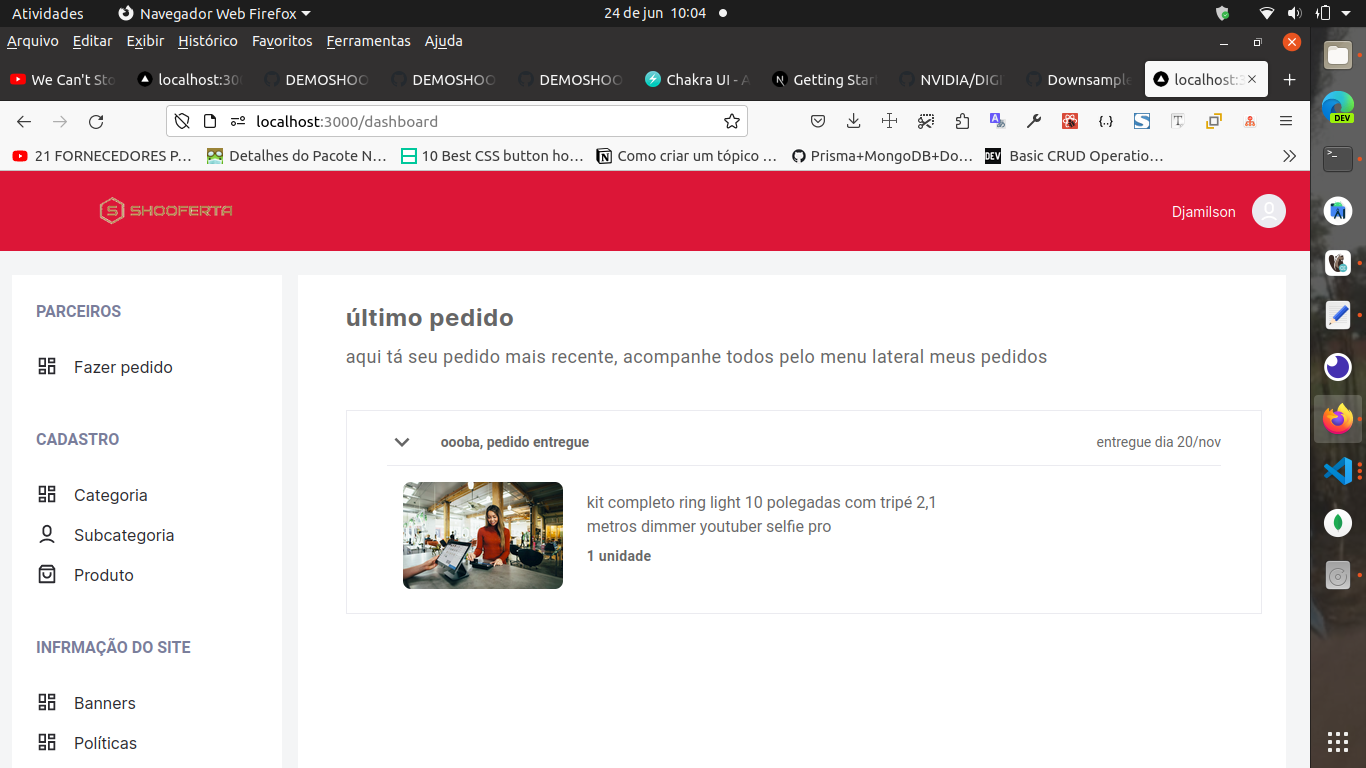 Atividades
Navegador Web Firefox
24 de jun 10:04
Arquivo Editar Exibir Histórico Favoritos Ferramentas Ajuda
We Can't Sto
localhost:300
DEMOSHOO
DEMOSHOO
DEMOSHOO
Chakra UI - A
Getting Star
NVIDIA/DIGI
Downsample
localhost:3
localhost:3000/dashboard
21 FORNECEDORES P…
Detalhes do Pacote N…
10 Best CSS button ho…
Como criar um tópico …
Prisma+MongoDB+Do…
DEV Basic CRUD Operatio…
SHOOFERTA
Djamilson
PARCEIROS
Fazer pedido
CADASTRO
Categoria
Subcategoria
Produto
INFRMAÇÃO DO SITE
Banners
Políticas
último pedido
aqui tá seu pedido mais recente, acompanhe todos pelo menu lateral meus pedidos
oooba, pedido entregue
entregue dia 20/nov
kit completo ring light 10 polegadas com tripé 2,1
metros dimmer youtuber selfie pro
1 unidade
DEV